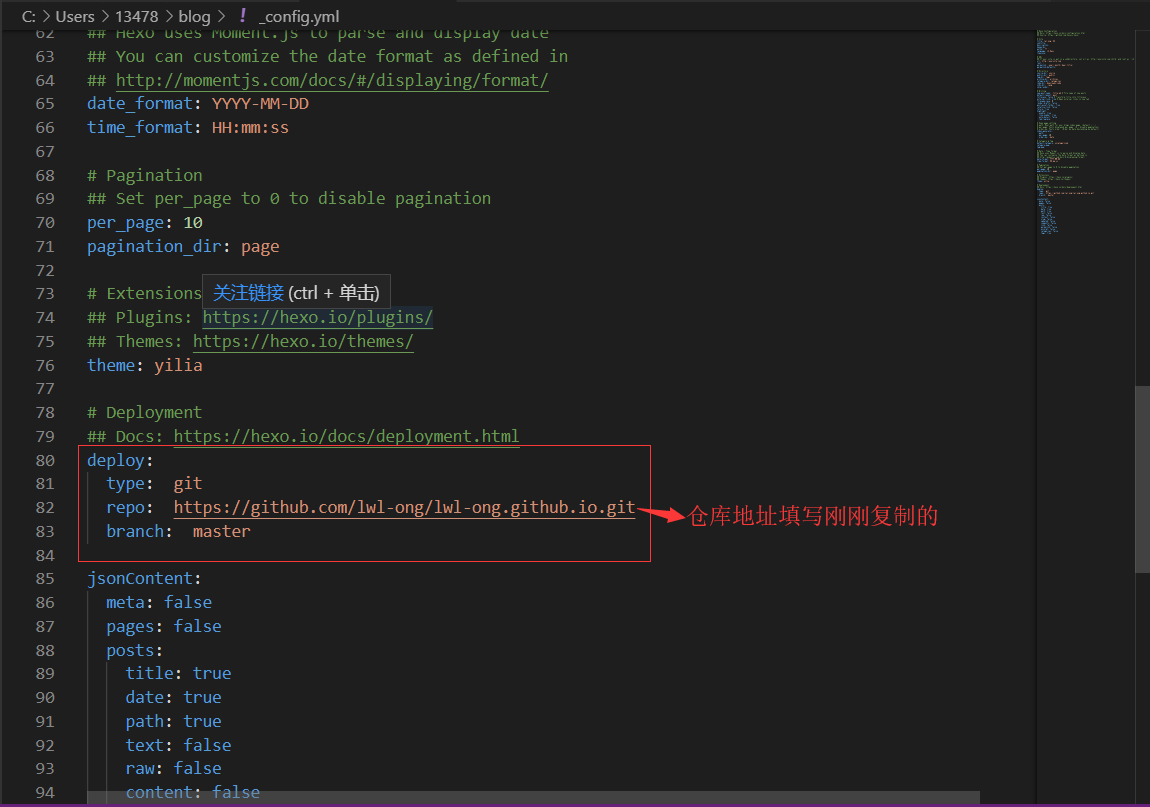 C: > Users > 13478 > blog > ! _config.yml
62 ## Hexo uses Moment.js to parse and display date
63 ## You can customize the date format as defined in
64 ## http://momentjs.com/docs/#/displaying/format/
65 date_format: YYYY-MM-DD
66 time_format: HH:mm:ss
67
68 # Pagination
69 ## Set per_page to 0 to disable pagination
70 per_page: 10
71 pagination_dir: page
72
关注链接 (ctrl + 单击)
73 # Extensions
74 ## Plugins: https://hexo.io/plugins/
75 ## Themes: https://hexo.io/themes/
76 theme: yilia
77
78 # Deployment
79 ## Docs: https://hexo.io/docs/deployment.html
80 deploy:
81   type:  git
82   repo:  https://github.com/lwl-ong/lwl-ong.github.io.git
仓库地址填写刚刚复制的
83   branch:  master
84
85 jsonContent:
86   meta: false
87   pages: false
88   posts:
89     title: true
90     date: true
91     path: true
92     text: false
93     raw: false
94     content: false